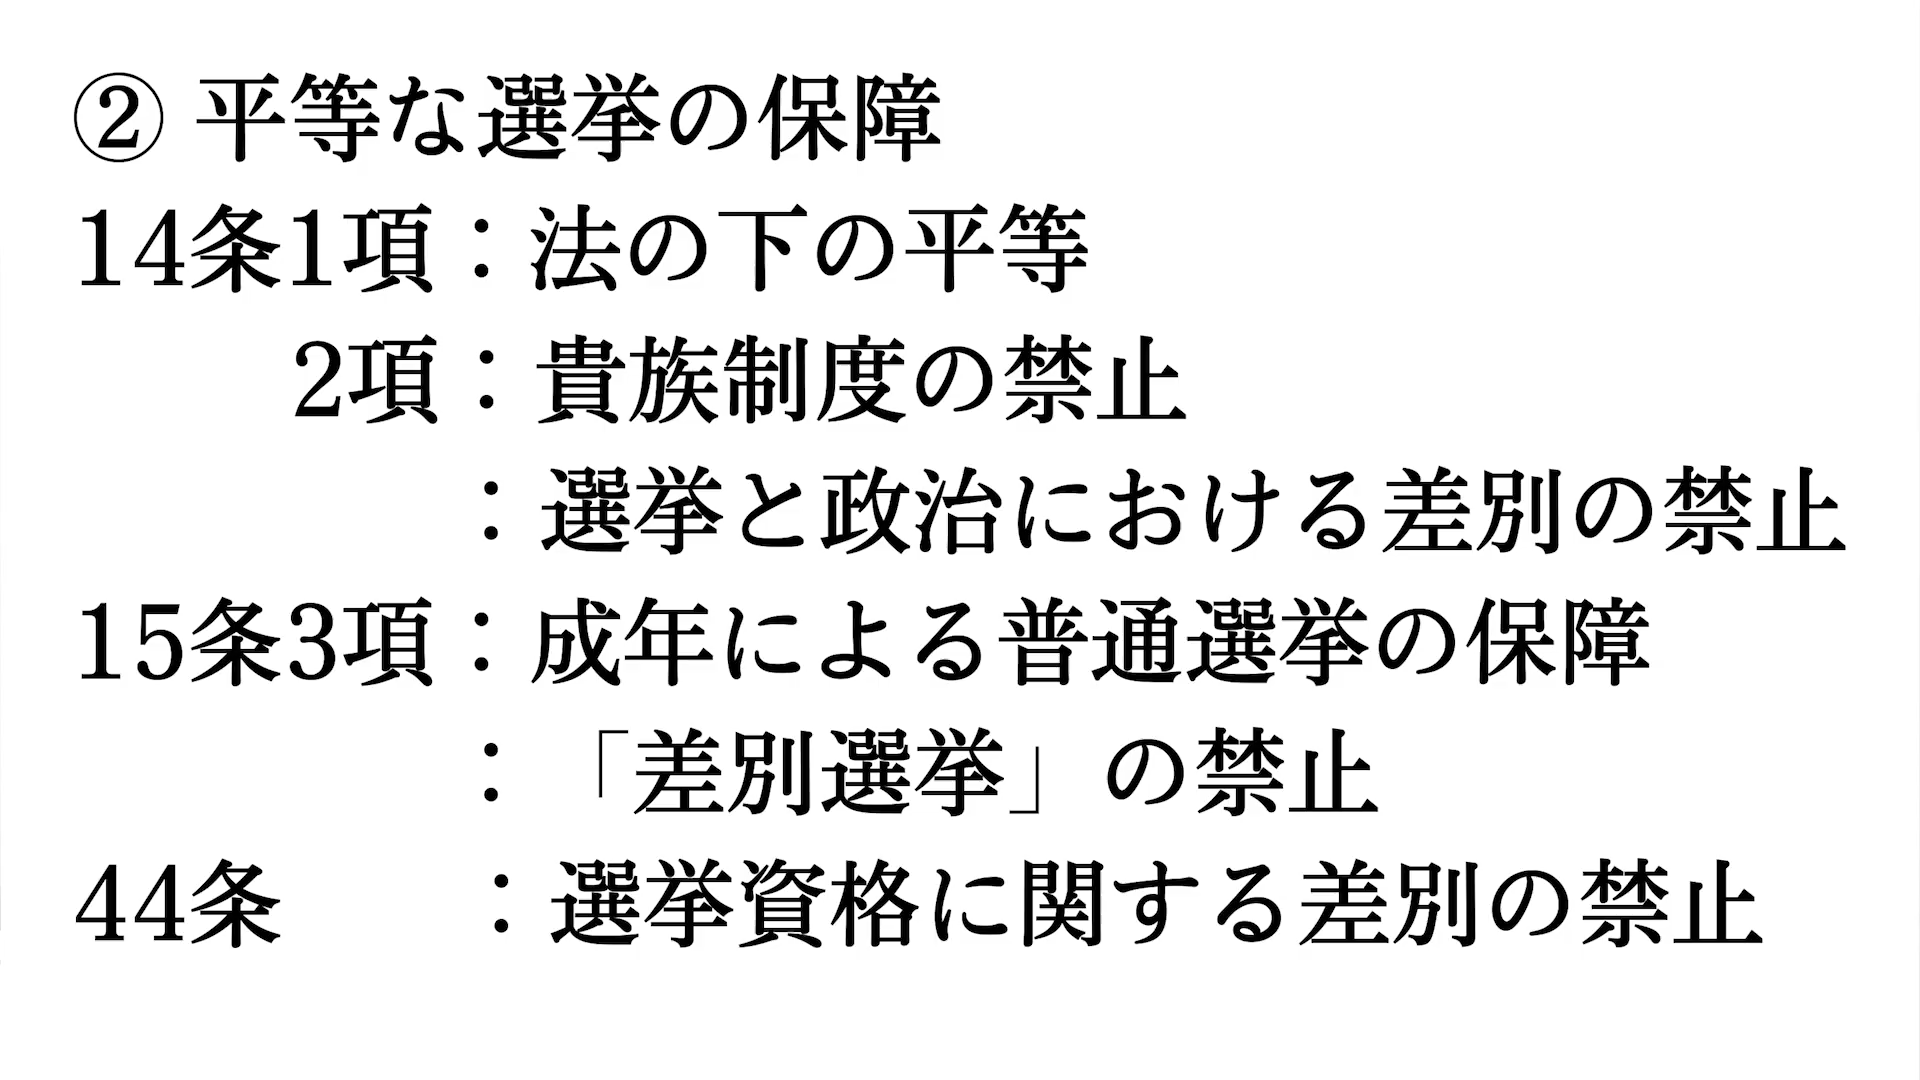 ② 平等な選挙の保障
14条1項：法の下の平等
2項：貴族制度の禁止
：選挙と政治における差別の禁止
15条3項：成年による普通選挙の保障
：「差別選挙」の禁止
44条　　：選挙資格に関する差別の禁止